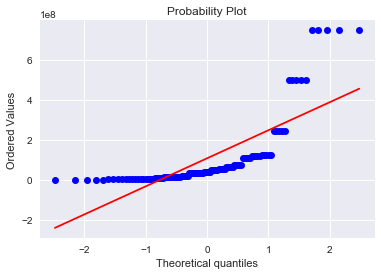 Probability Plot
1e8
6
4
2
0
−2
Ordered Values
−2
−1
0
1
2
Theoretical quantiles